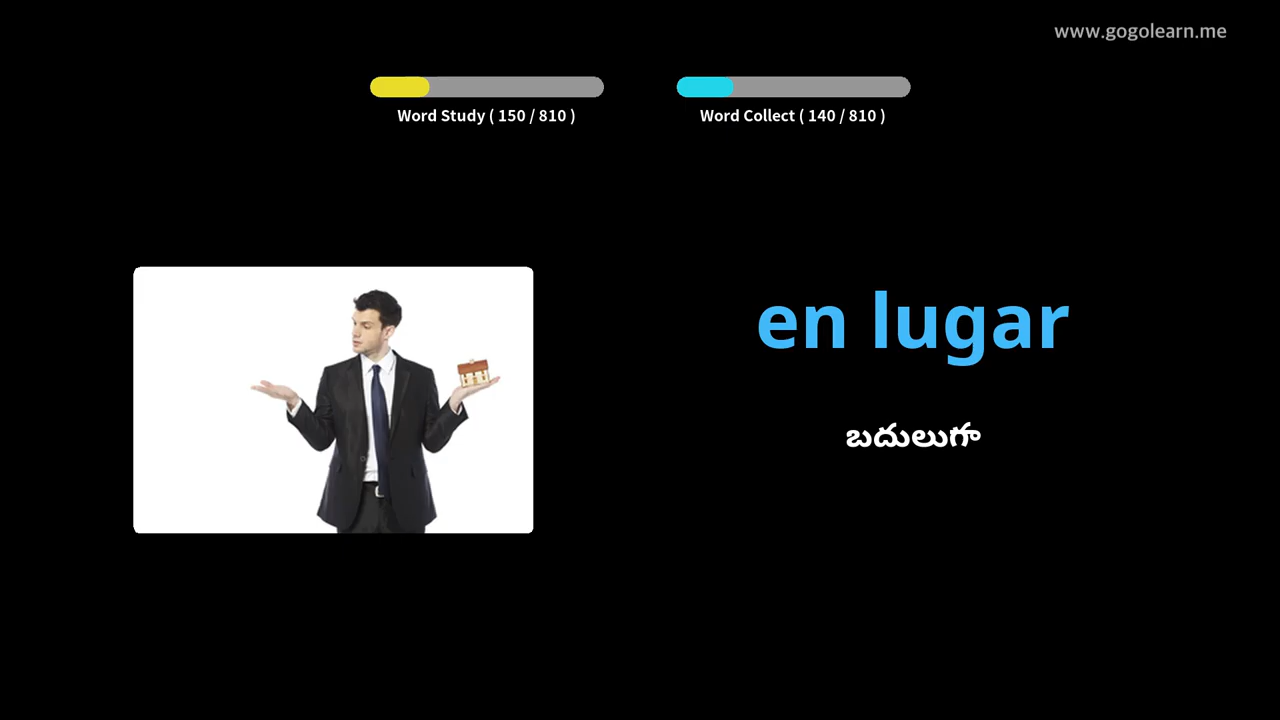 www.gogolearn.me
Word Study ( 150 / 810 )
Word Collect ( 140 / 810 )
en lugar
బదులుగా